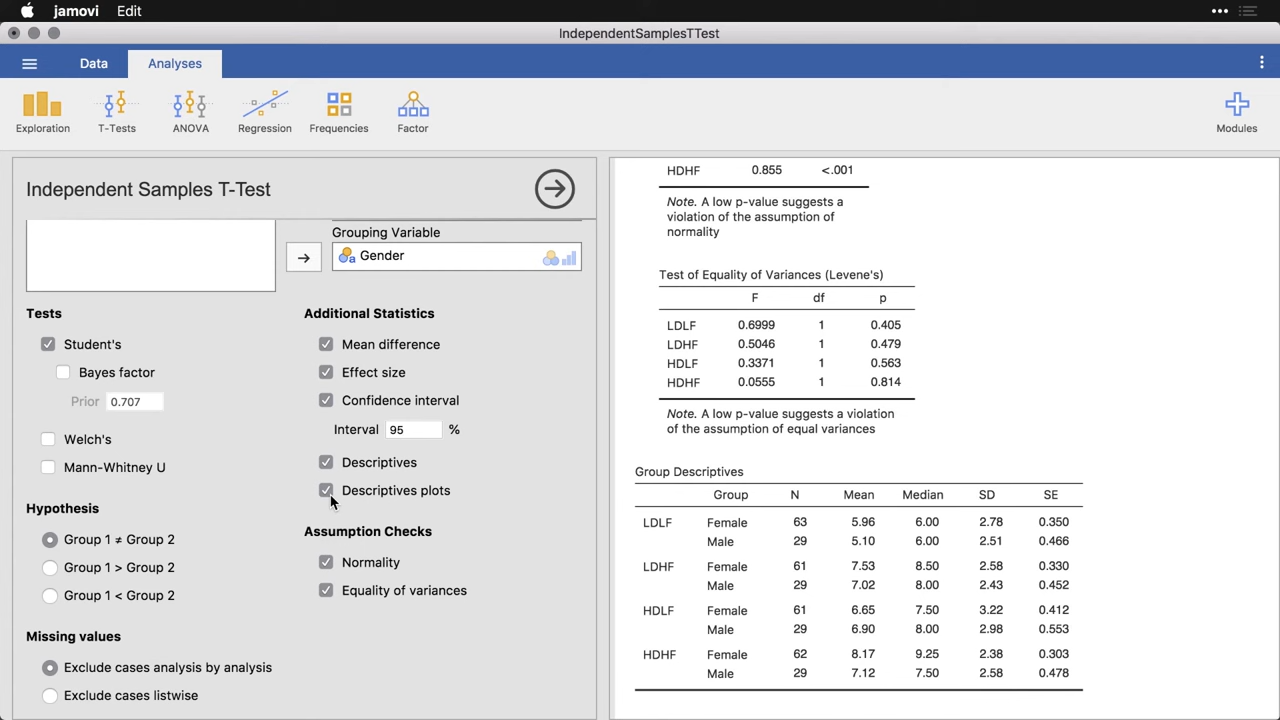 jamovi Edit
IndependentSamplesTTest
Data Analyses
Exploration T-Tests ANOVA Regression Frequencies Factor Modules
Independent Samples T-Test
Grouping Variable
Gender
Tests
Student's
Bayes factor
Prior 0.707
Welch's
Mann-Whitney U
Hypothesis
Group 1 ≠ Group 2
Group 1 > Group 2
Group 1 < Group 2
Missing values
Exclude cases analysis by analysis
Exclude cases listwise
Additional Statistics
Mean difference
Effect size
Confidence interval
Interval 95 %
Descriptives
Descriptives plots
Assumption Checks
Normality
Equality of variances
HDHF 0.855 <.001
Note. A low p-value suggests a
violation of the assumption of
normality
Test of Equality of Variances (Levene's)
F df p
LDLF 0.6999 1 0.405
LDHF 0.5046 1 0.479
HDLF 0.3371 1 0.563
HDHF 0.0555 1 0.814
Note. A low p-value suggests a violation
of the assumption of equal variances
Group Descriptives
Group N Mean Median SD SE
LDLF Female 63 5.96 6.00 2.78 0.350
Male 29 5.10 6.00 2.51 0.466
LDHF Female 61 7.53 8.50 2.58 0.330
Male 29 7.02 8.00 2.43 0.452
HDLF Female 61 6.65 7.50 3.22 0.412
Male 29 6.90 8.00 2.98 0.553
HDHF Female 62 8.17 9.25 2.38 0.303
Male 29 7.12 7.50 2.58 0.478